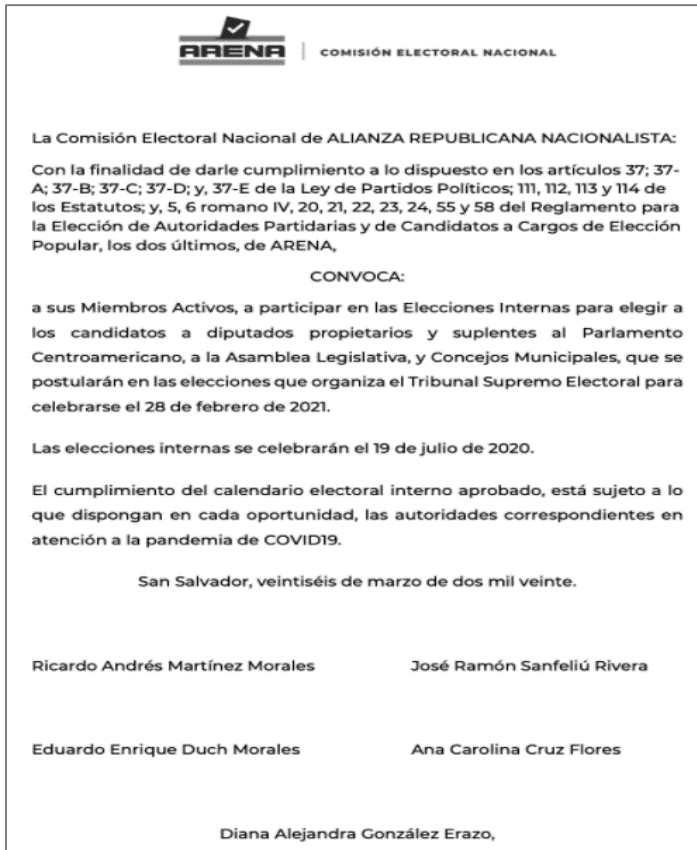 ARENA | COMISIÓN ELECTORAL NACIONAL
La Comisión Electoral Nacional de ALIANZA REPUBLICANA NACIONALISTA:
Con la finalidad de darle cumplimiento a lo dispuesto en los artículos 37; 37-
A; 37-B; 37-C; 37-D; y, 37-E de la Ley de Partidos Políticos; 111, 112, 113 y 114 de
los Estatutos; y, 5, 6 romano IV, 20, 21, 22, 23, 24, 55 y 58 del Reglamento para
la Elección de Autoridades Partidarias y de Candidatos a Cargos de Elección
Popular, los dos últimos, de ARENA,
CONVOCA:
a sus Miembros Activos, a participar en las Elecciones Internas para elegir a
los candidatos a diputados propietarios y suplentes al Parlamento
Centroamericano, a la Asamblea Legislativa, y Concejos Municipales, que se
postularán en las elecciones que organiza el Tribunal Supremo Electoral para
celebrarse el 28 de febrero de 2021.
Las elecciones internas se celebrarán el 19 de julio de 2020.
El cumplimiento del calendario electoral interno aprobado, está sujeto a lo
que dispongan en cada oportunidad, las autoridades correspondientes en
atención a la pandemia de COVID19.
San Salvador, veintiséis de marzo de dos mil veinte.
Ricardo Andrés Martínez Morales José Ramón Sanfeliú Rivera
Eduardo Enrique Duch Morales Ana Carolina Cruz Flores
Diana Alejandra González Erazo,